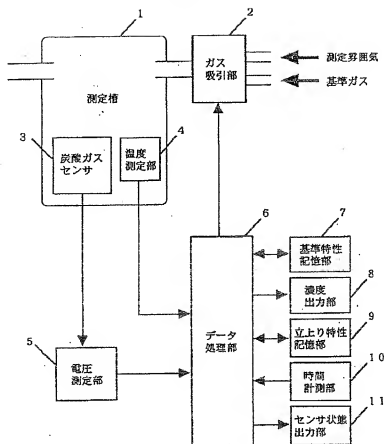 1
2
ガス
吸引部
測定雰囲気
基準ガス
測定槽
3
4
炭酸ガス
センサ
温度
測定部
6
7
基準特性
記憶部
8
濃度
出力部
9
データ
処理部
立上り特性
記憶部
10
5
電圧
測定部
時間
計測部
11
センサ状態
出力部